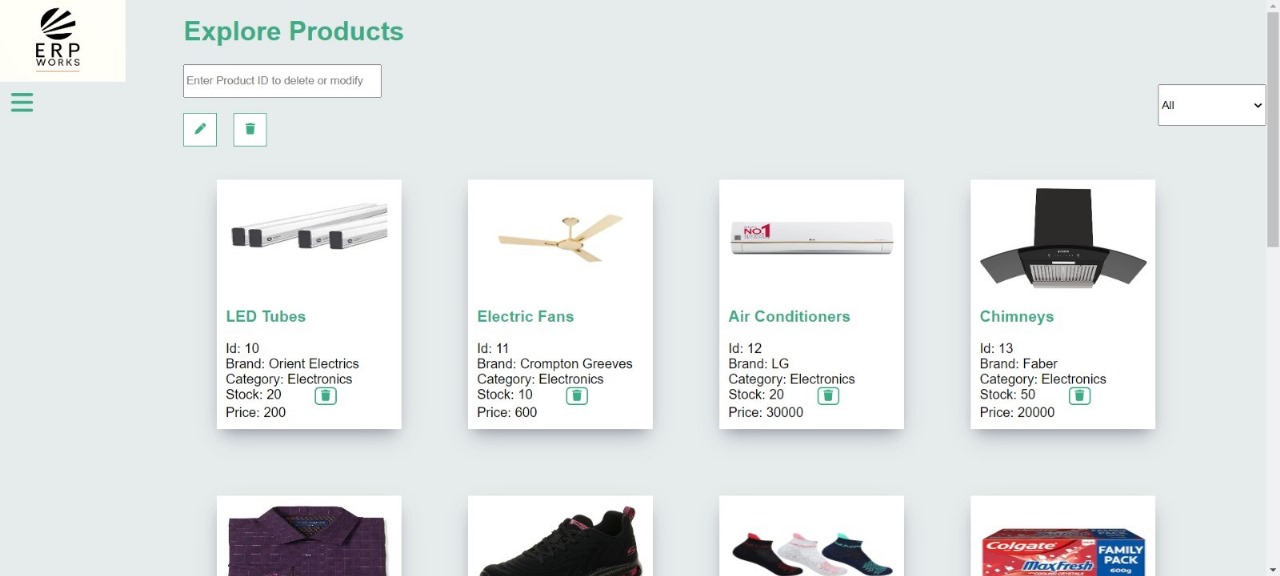 ERP
WORKS
Explore Products
Enter Product ID to delete or modify
All
NO.1
LED Tubes
Id: 10
Brand: Orient Electrics
Category: Electronics
Stock: 20
Price: 200
Electric Fans
Id: 11
Brand: Crompton Greeves
Category: Electronics
Stock: 10
Price: 600
Air Conditioners
Id: 12
Brand: LG
Category: Electronics
Stock: 20
Price: 30000
Chimneys
Id: 13
Brand: Faber
Category: Electronics
Stock: 50
Price: 20000
Colgate
MaxFresh
FAMILY
PACK
600g